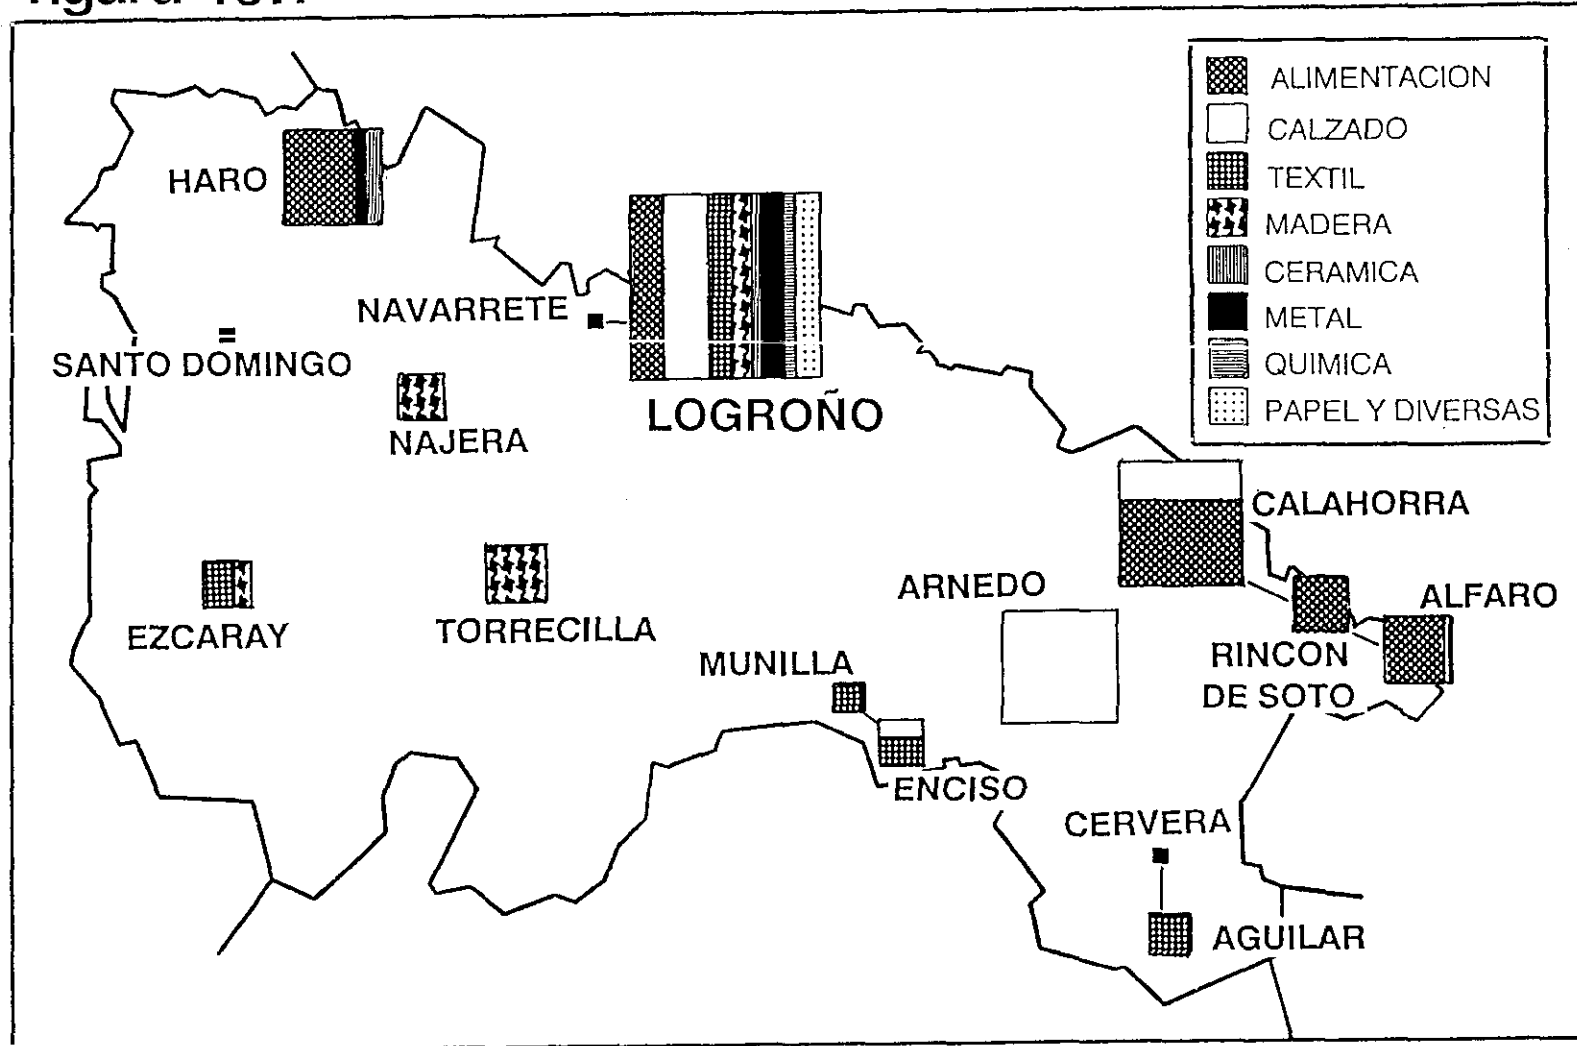 ALIMENTACION
CALZADO
TEXTIL
MADERA
CERAMICA
METAL
QUIMICA
PAPEL Y DIVERSAS
HARO
NAVARRETE
SANTO DOMINGO
LOGROÑO
NAJERA
CALAHORRA
ARNEDO
ALFARO
EZCARAY
TORRECILLA
MUNILLA
RINCON
DE SOTO
ENCISO
CERVERA
AGUILAR